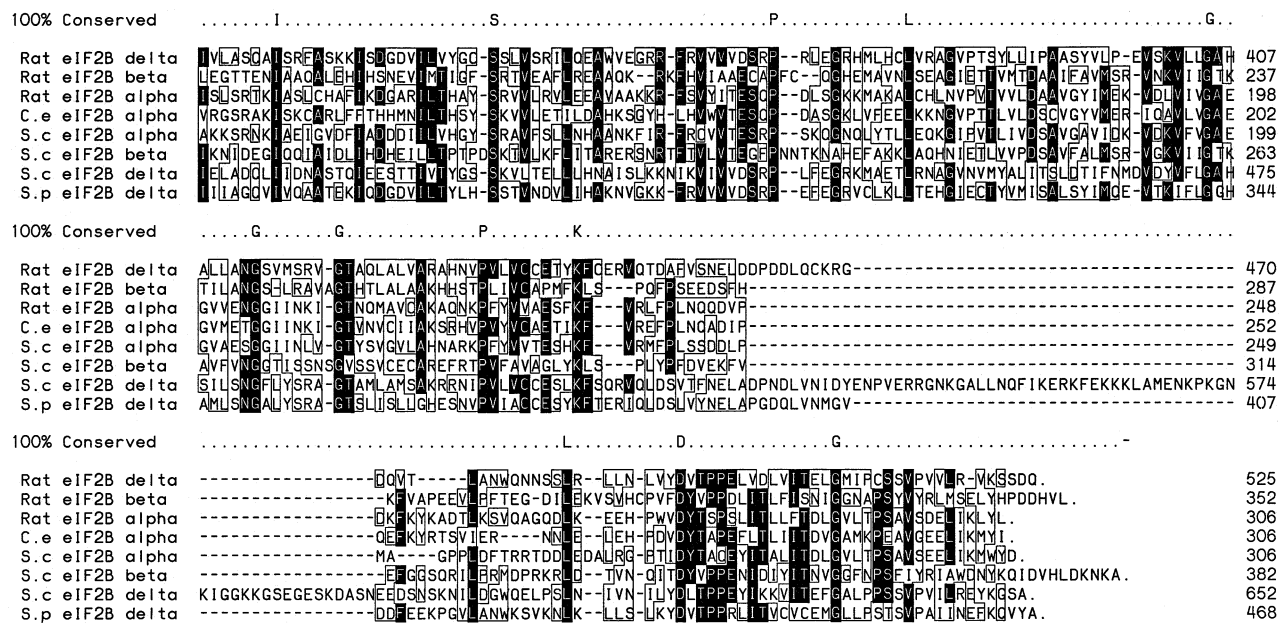 100% Conserved .......I....................S..........................P............L............................G..
Rat eIF2B delta IVLASQAISRFASKKISDGDVILVYGC-SSLVSRILQEAWVEGRR-FRVVVVDSRP--RLEGRHMLHCLVRAGVPTSYLLIPAASYVLP-EVSKVLLGAH 407
Rat eIF2B beta LEGTTENIAAQALEHIHSNEVIMTIGF-SRTVEAFLREAAQK--RKFHVIAAECAPFC--QGHEMAVNLSEAGIETTVMTDAAIFAVMSR-VNKVIIGTK 237
Rat eIF2B alpha ISLSRTKIASLCHAFIKDGARILTHAY-SRVVLRVLEEAVAAKKR-FSVYITESQP--DLSGKKMAKALCHLNVPVTVVLDAAVGYIMEK-VDLVIVGAE 198
C.e eIF2B alpha VRGSRAKISKCARLFFTHHMNILTHSY-SKVVLETILDAHKSGYH-LHVWVTESQP--DASGKLVFEELKKNGVPTTLVLDSCVGYVMER-IQAVLVGAE 202
S.c eIF2B alpha AKKSRNKIAEIGVDFIADDDIILVHGY-SRAVFSLLNHAANKFIR-FRCVVTESRP--SKQGNQLYTLLEQKGIPVTLIVDSAVGAVIDK-VDKVFVGAE 199
S.c eIF2B beta IKNIDEGIQQIAIDLIHDHEILLTPTPDSKTVLKFLITARERSNRTFTVLVTEGFPNNTKNAHEFAKKLAQHNIETLVVPDSAVFALMSR-VGKVIIGTK 263
S.c eIF2B delta IELADQLIIDNASTQIEESTTIVTYGS-SKVLTELLLHNAISLKKNIKVIVVDSRP--LFEGRKMAETLRNAGVNVMYALITSLDTIFNMDVDYVFLGAH 475
S.p eIF2B delta IIIAGQVIVQAATEKIQDGDVILTYLH-SSTVNDVLIHAKNVGKK-FRVVVVDSRP--EFEGRVCLKLLTEHGIECTYVMISALSYIMQE-VTKIFLGGH 344
100% Conserved .....G.......G.............P........K...............................................................
Rat eIF2B delta ALLANGSVMSRV-GTAQLALVARAHNVPVLVCCETYKFCERVQTDAFVSNELDDPDDLQCKRG------------------------------------- 470
Rat eIF2B beta TILANGS-LRAVAGTHTLALAAKHHSTPLIVCAPMFKLS---PQFPSEEDSFH----------------------------------------------- 287
Rat eIF2B alpha GVVENGGIINKI-GTNQMAVCAKAQNKPFYVVAESFKF---VRLFPLNQQDVP----------------------------------------------- 248
C.e eIF2B alpha GVMETGGIINKI-GTVNVCIIAKSRHVPVYVCAETIKF---VREFPLNQADIP----------------------------------------------- 252
S.c eIF2B alpha GVAESGGIINLV-GTYSVGVLAHNARKPFYVVTESHKF---VRMFPLSSDDLP----------------------------------------------- 249
S.c eIF2B beta AVFVNGGTISSNSGVSSVCECAREFRTPVFAVAGLYKLS---PLYPFDVEKFV----------------------------------------------- 314
S.c eIF2B delta SILSNGFLYSRA-GTAMLAMSAKRRNIPVLVCCESLKFSQRVQLDSVTFNELADPNDLVNIDYENPVERRGNKGALLNQFIKERKFEKKKLAMENKPKGN 574
S.p eIF2B delta AMLSNGALYSRA-GTSLISLLGHESNVPVIACCESYKFTERIQLDSLVYNELAPGDQLVNMGV------------------------------------- 407
100% Conserved ...................................L..........D..............G...........................-
Rat eIF2B delta -----------------DQVT-----LANWQNNSSLR--LLN-LVYDVTPPELVDLVITELGMIPCSSVPVVLR-VKSSDQ. 525
Rat eIF2B beta ------------------KFVAPEEVLPFTEG-DILEKVSVHCPVFDYVPPDLITLFISNIGGNAPSYVYRLMSELYHPDDHVL. 352
Rat eIF2B alpha -----------------DKFKYKADTLKSVQAGQDLK--EEH-PWVDYTSPSLITLLFTDLGVLTPSAVSDELIKLYL. 306
C.e eIF2B alpha -----------------QEFKYRTSVIER---NNLE--LEH-PDVDYTAPEFLTLIITDVGAMKPEAVGEELIKMYI. 306
S.c eIF2B alpha -----------------MA----GPPLDFTRRTDDLEDALRG-PTIDYTACEYITALITDLGVLTPSAVSEELIKMWYD. 306
S.c eIF2B beta ------------------EFGGSQRILPRMDPRKRLD--TVN-QITDYVPPENIDIYITNVGGFNPSFIYRIAWDNYKQIDVHLDKNKA. 382
S.c eIF2B delta KIGGKKGSEGESKDASNEEDSNSKNILDGWQELPSLN--IVN-ILYDLTPPEYIKKVITEFGALPPSSVPVILREYKGSA. 652
S.p eIF2B delta -----------------DDFEEKPGVLANWKSVKNLK--LLS-LKYDVTPPRLITVCVCEMGLLPSTSVPAIINEFKQVYA. 468